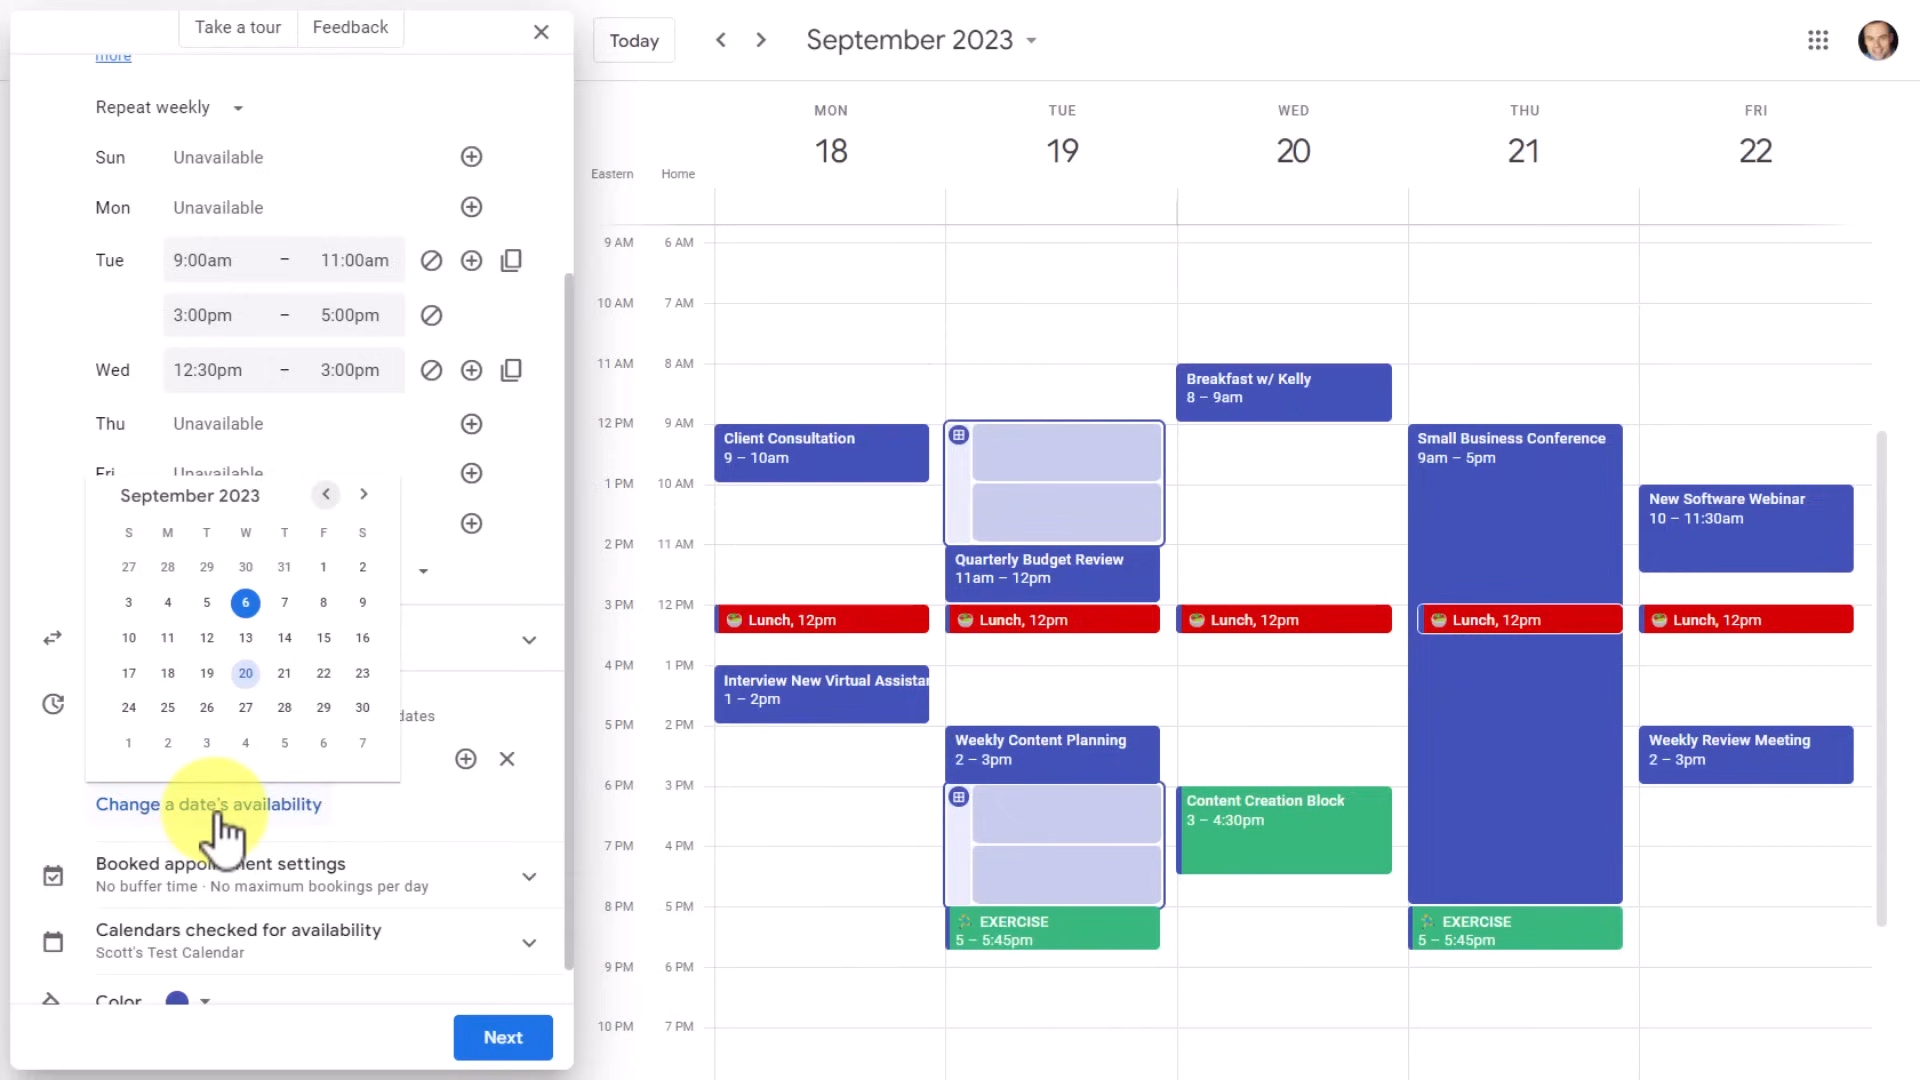 Take a tour
Feedback
more
Repeat weekly
Sun Unavailable
Mon Unavailable
Tue 9:00am – 11:00am
3:00pm – 5:00pm
Wed 12:30pm – 3:00pm
Thu Unavailable
Fri Unavailable
September 2023
S M T W T F S
27 28 29 30 31 1 2
3 4 5 6 7 8 9
10 11 12 13 14 15 16
17 18 19 20 21 22 23
24 25 26 27 28 29 30
1 2 3 4 5 6 7
dates
Change a date's availability
Booked appointment settings
No buffer time · No maximum bookings per day
Calendars checked for availability
Scott's Test Calendar
Color
Next
Today
September 2023
MON TUE WED THU FRI
18 19 20 21 22
Eastern Home
9 AM 6 AM
10 AM 7 AM
11 AM 8 AM
12 PM 9 AM
1 PM 10 AM
2 PM 11 AM
3 PM 12 PM
4 PM 1 PM
5 PM 2 PM
6 PM 3 PM
7 PM 4 PM
8 PM 5 PM
9 PM 6 PM
10 PM 7 PM
Client Consultation
9 – 10am
Lunch, 12pm
Interview New Virtual Assistan
1 – 2pm
Quarterly Budget Review
11am – 12pm
Lunch, 12pm
Weekly Content Planning
2 – 3pm
EXERCISE
5 – 5:45pm
Breakfast w/ Kelly
8 – 9am
Lunch, 12pm
Content Creation Block
3 – 4:30pm
Small Business Conference
9am – 5pm
Lunch, 12pm
EXERCISE
5 – 5:45pm
New Software Webinar
10 – 11:30am
Lunch, 12pm
Weekly Review Meeting
2 – 3pm